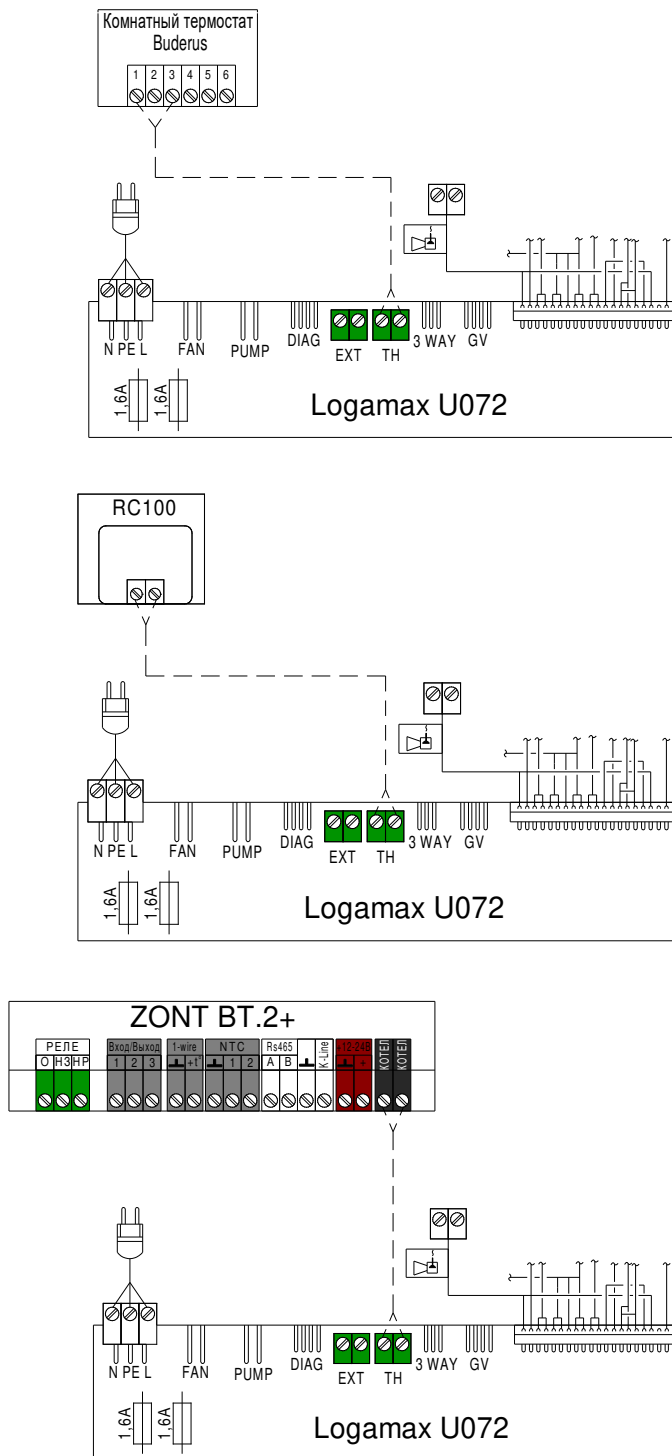 Комнатный термостат
Buderus
1 2 3 4 5 6
N PE L FAN PUMP DIAG EXT TH 3 WAY GV
1,6A 1,6A
Logamax U072
RC100
N PE L FAN PUMP DIAG EXT TH 3 WAY GV
1,6A 1,6A
Logamax U072
ZONT BT.2+
РЕЛЕ Вход/Выход 1-wire NTC Rs465 K-Line +12-24В КОТЕЛ КОТЕЛ
О НЗ НР 1 2 3 +t° 1 2 A B +
N PE L FAN PUMP DIAG EXT TH 3 WAY GV
1,6A 1,6A
Logamax U072